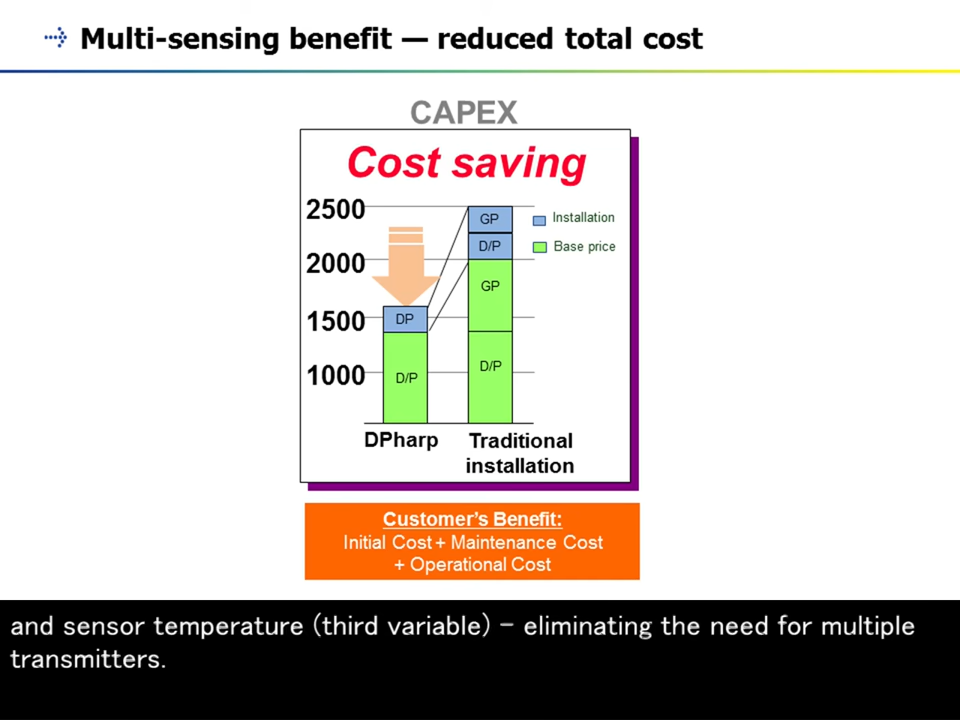 Multi-sensing benefit — reduced total cost
CAPEX
Cost saving
2500
2000
1500
1000
GP
D/P
GP
D/P
DP
D/P
Installation
Base price
DPharp
Traditional
installation
Customer's Benefit:
Initial Cost + Maintenance Cost
+ Operational Cost
and sensor temperature (third variable) – eliminating the need for multiple
transmitters.